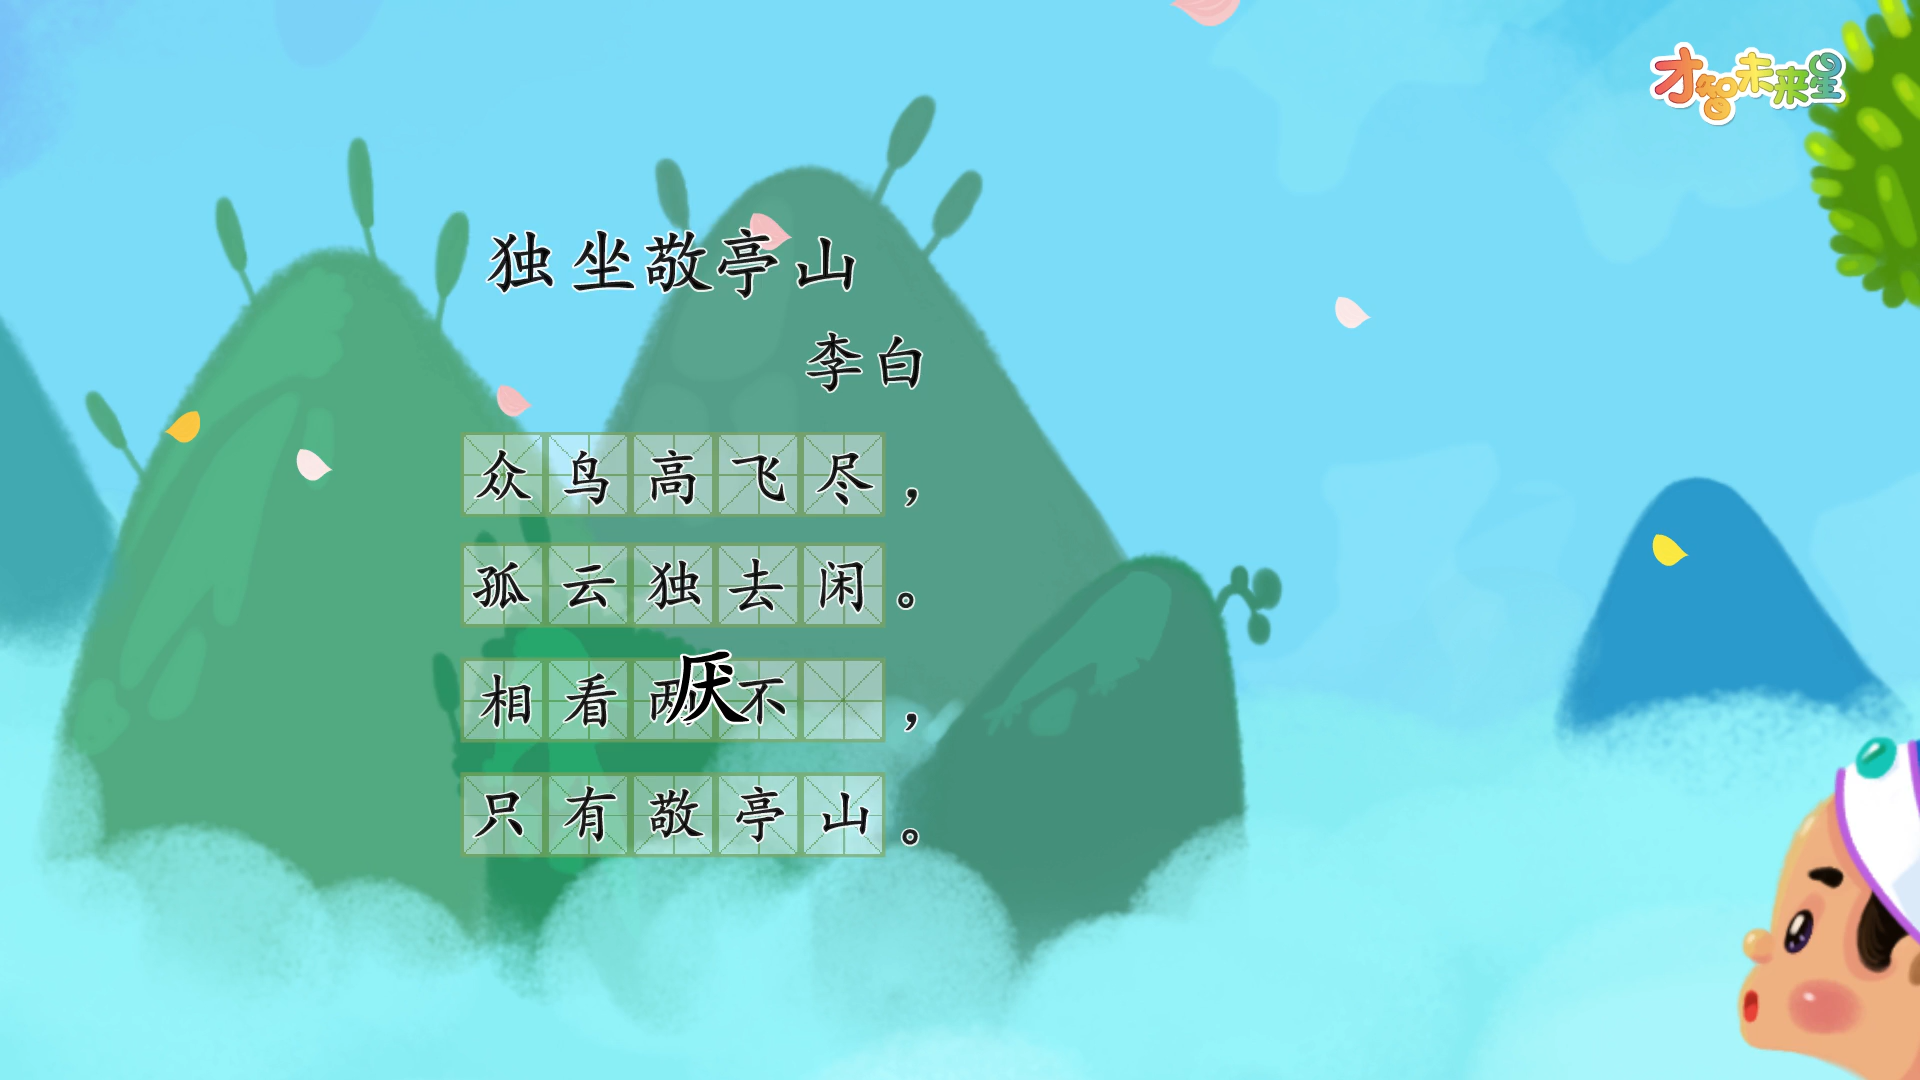 才智未来星
独坐敬亭山
李白
众鸟高飞尽，
孤云独去闲。
相看两不，
厌
只有敬亭山。